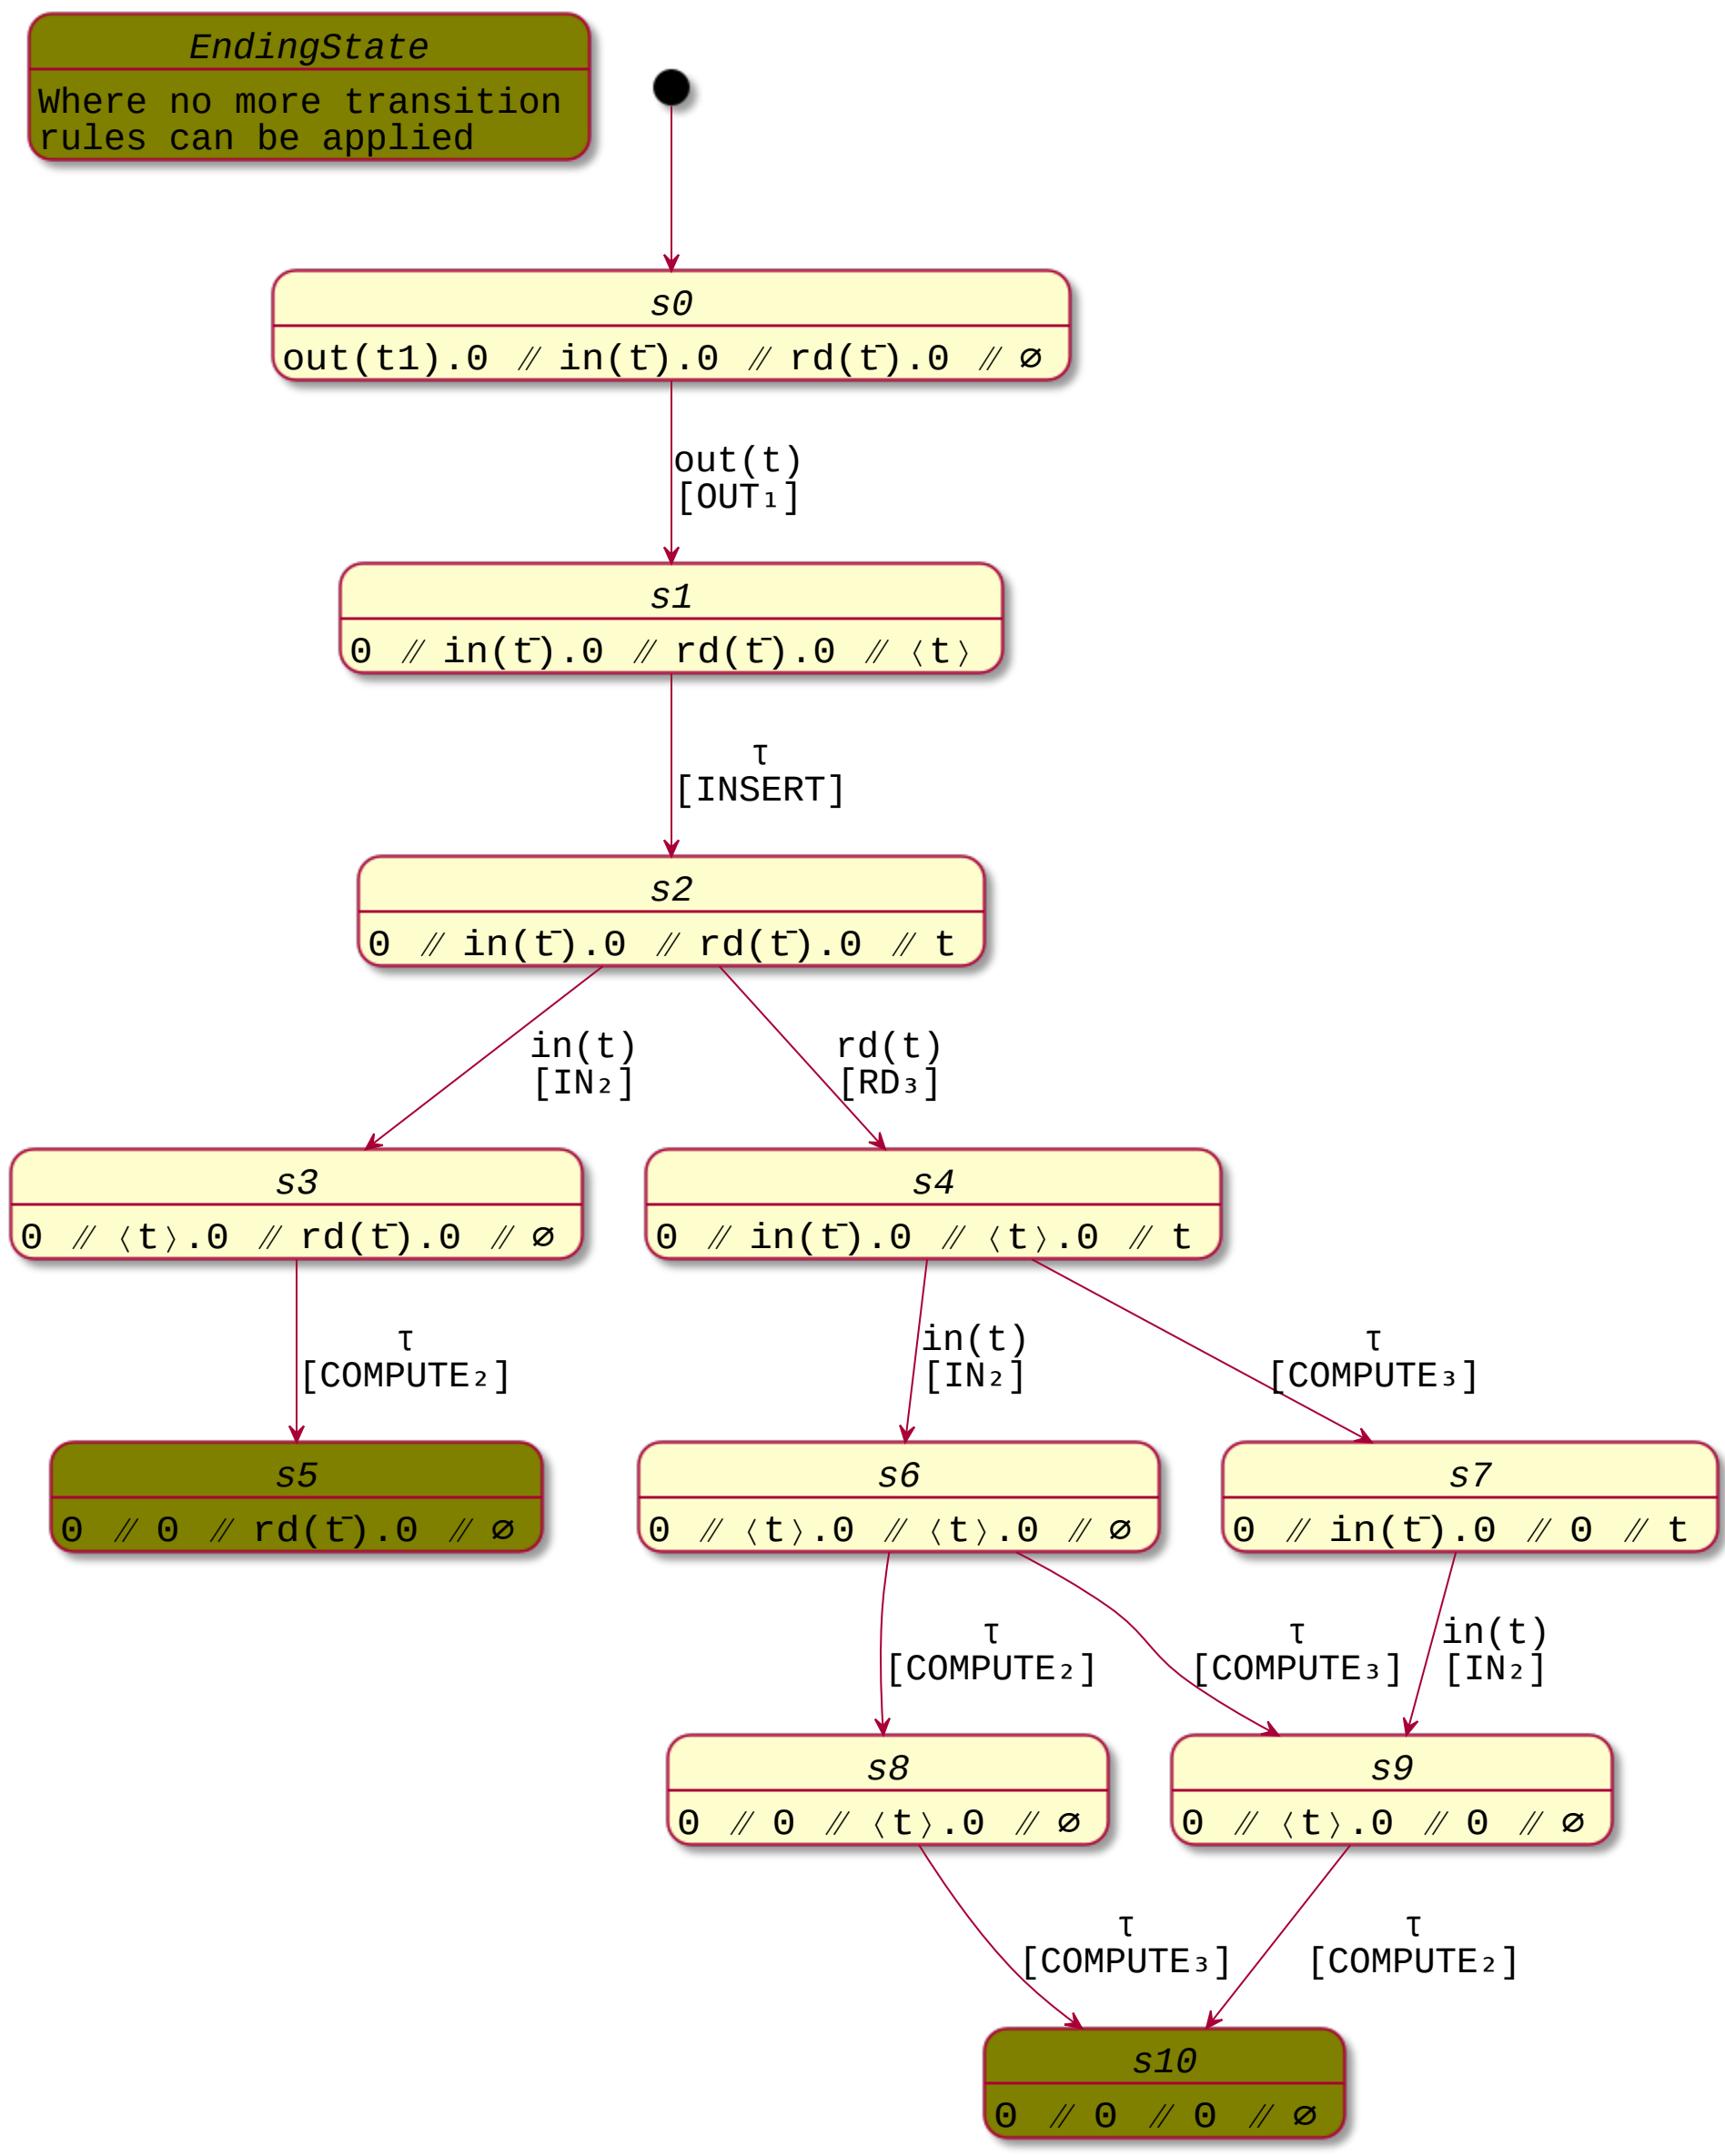 EndingState
Where no more transition
rules can be applied
s0
out(t1).0 ⫽ in(t̄).0 ⫽ rd(t̄).0 ⫽ ∅
out(t)
[OUT₁]
s1
0 ⫽ in(t̄).0 ⫽ rd(t̄).0 ⫽ ⟨t⟩
τ
[INSERT]
s2
0 ⫽ in(t̄).0 ⫽ rd(t̄).0 ⫽ t
in(t)
[IN₂]
rd(t)
[RD₃]
s3
0 ⫽ ⟨t⟩.0 ⫽ rd(t̄).0 ⫽ ∅
s4
0 ⫽ in(t̄).0 ⫽ ⟨t⟩.0 ⫽ t
τ
[COMPUTE₂]
in(t)
[IN₂]
τ
[COMPUTE₃]
s5
0 ⫽ 0 ⫽ rd(t̄).0 ⫽ ∅
s6
0 ⫽ ⟨t⟩.0 ⫽ ⟨t⟩.0 ⫽ ∅
s7
0 ⫽ in(t̄).0 ⫽ 0 ⫽ t
τ
[COMPUTE₂]
τ
[COMPUTE₃]
in(t)
[IN₂]
s8
0 ⫽ 0 ⫽ ⟨t⟩.0 ⫽ ∅
s9
0 ⫽ ⟨t⟩.0 ⫽ 0 ⫽ ∅
τ
[COMPUTE₃]
τ
[COMPUTE₂]
s10
0 ⫽ 0 ⫽ 0 ⫽ ∅